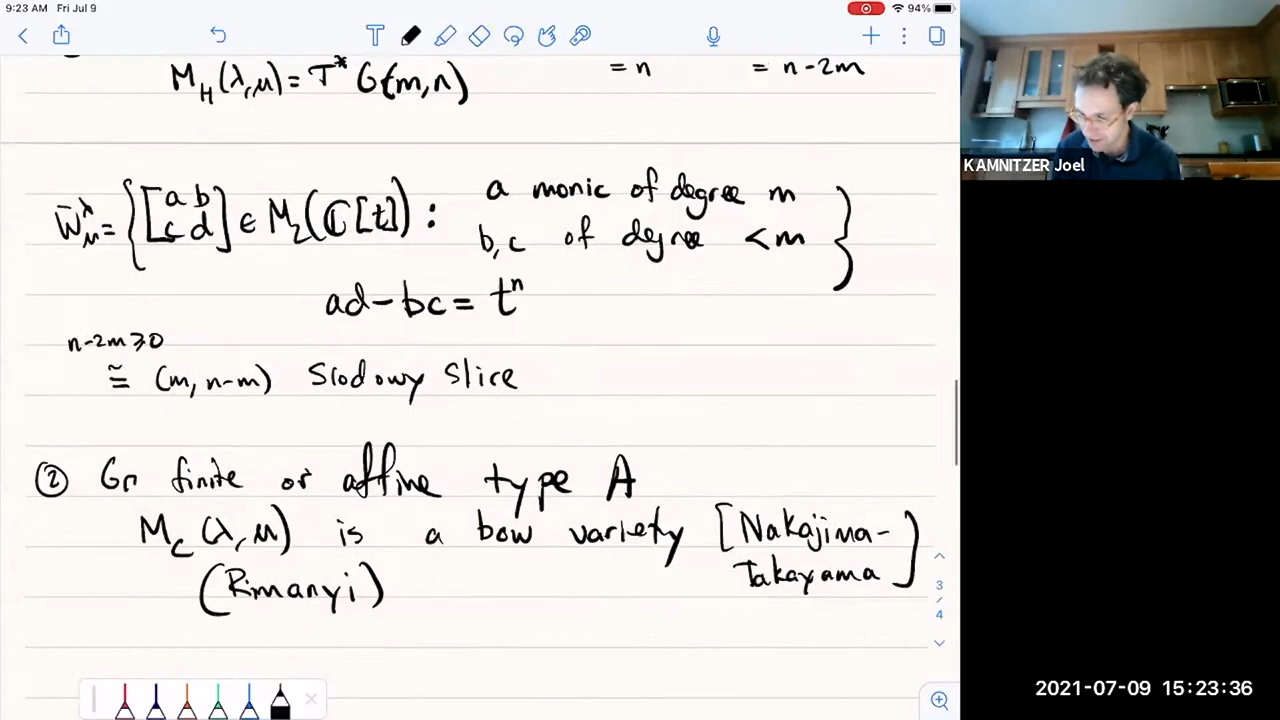 9:23 AM Fri Jul 9
94%
M_H(λ,μ) = T* G(m,n)
= n
= n-2m
W̄^λ_μ = { [a b c d] ∈ M_2(ℂ[t]) : a monic of degree m
b, c of degree < m }
ad - bc = t^n
n-2m ⩾ 0
≅ (m, n-m) Slodowy Slice
② G finite or affine type A
M_C(λ, μ) is a bow variety [Nakajima-
Takayama]
(Rimanyi)
3
/
4
KAMNITZER Joel
2021-07-09 15:23:36